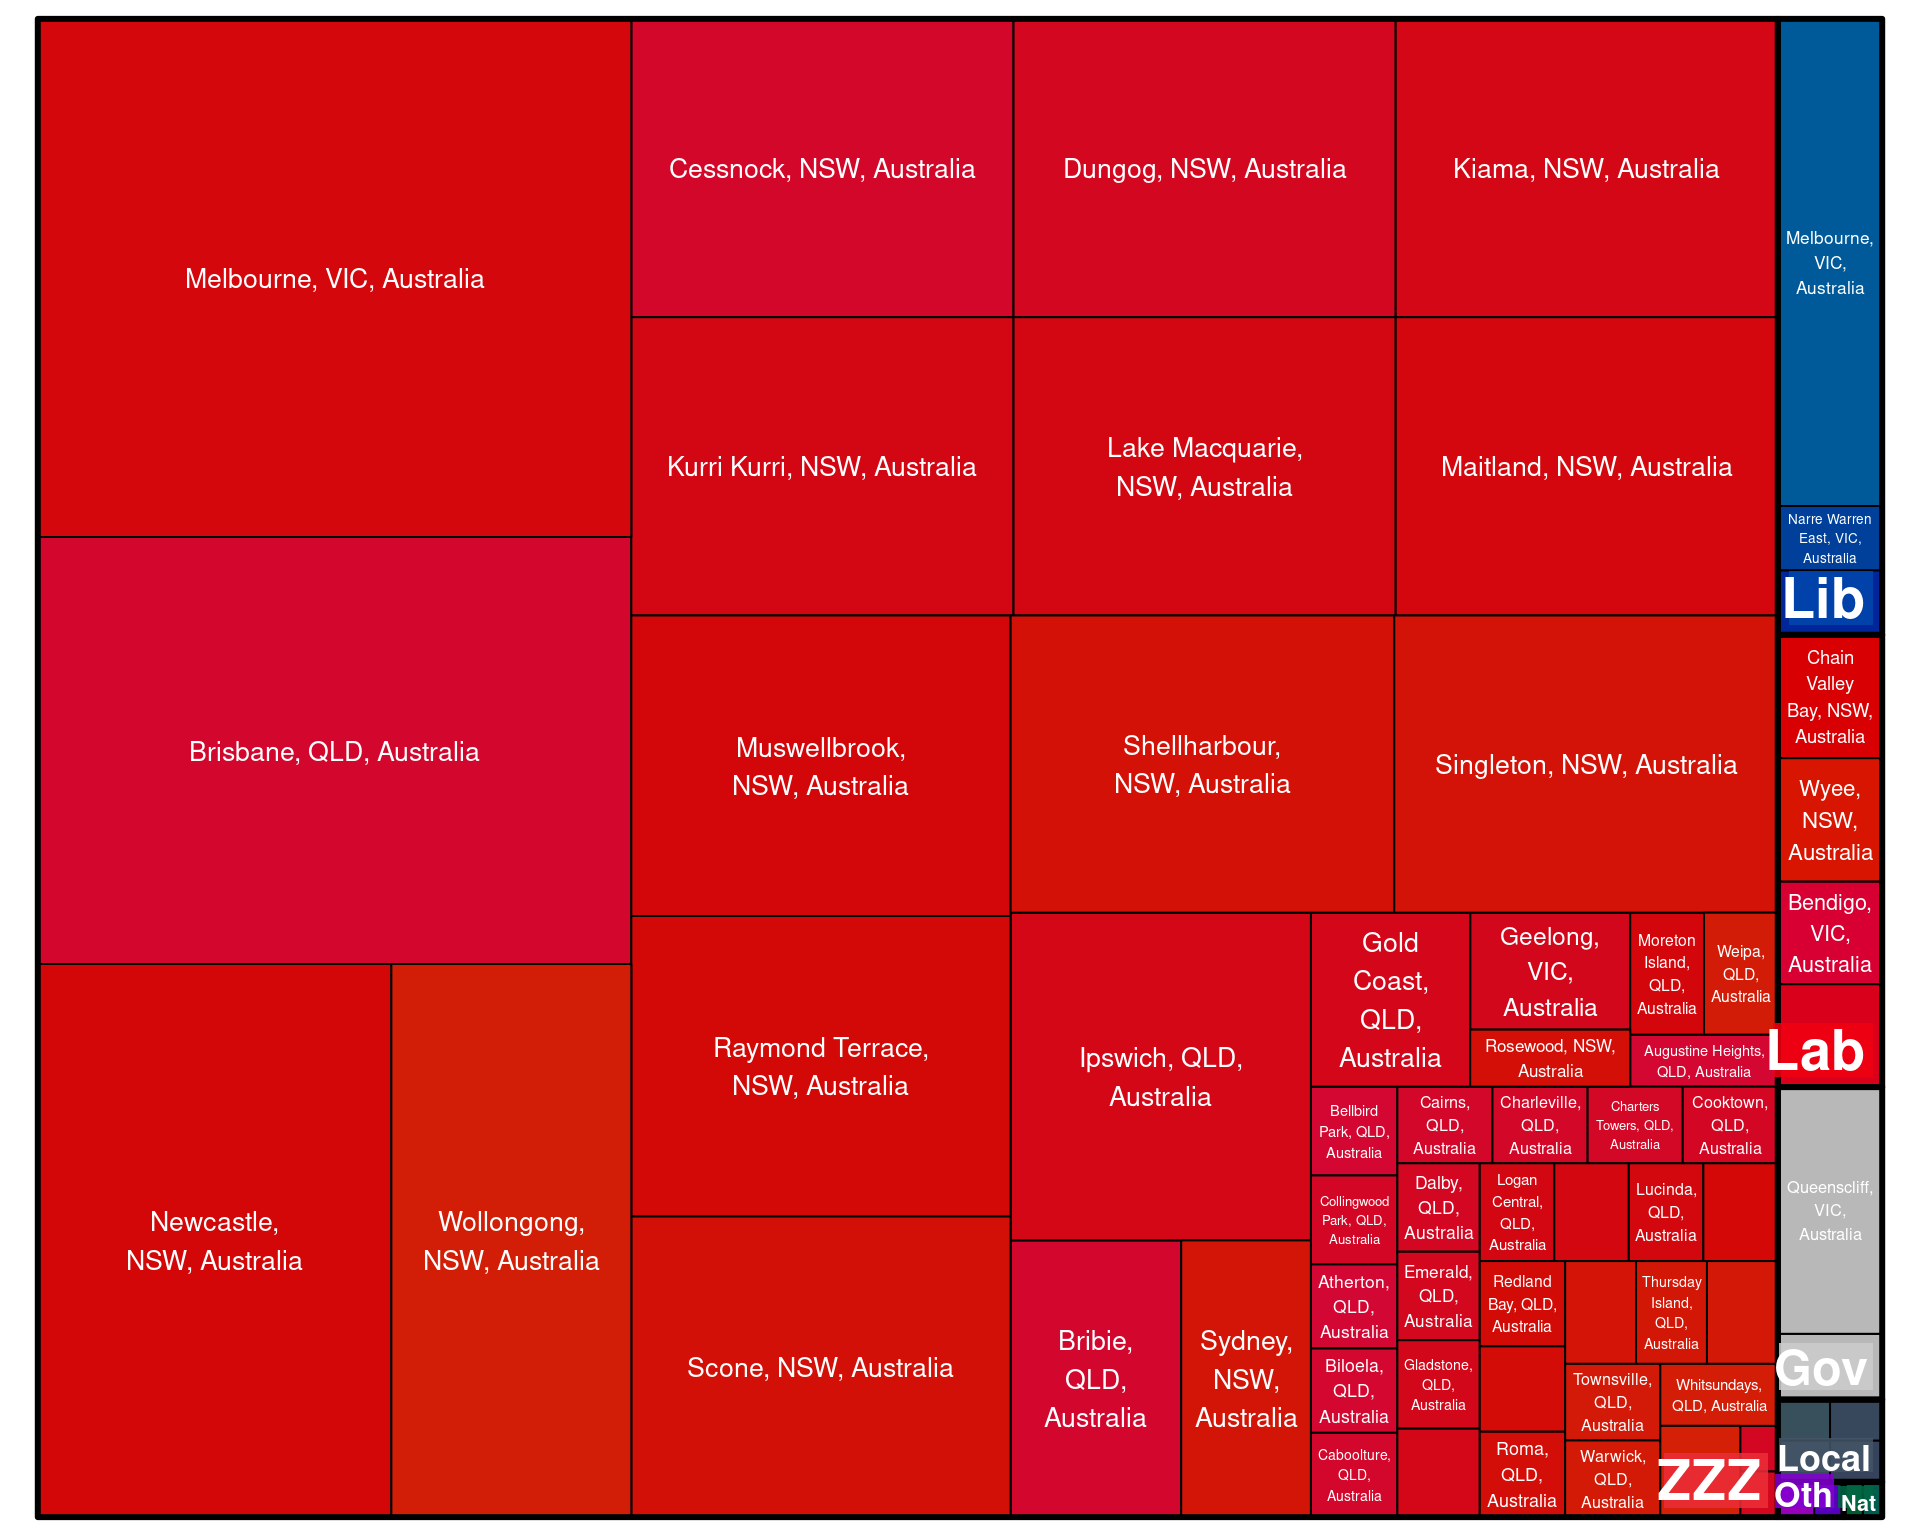 Melbourne, VIC, Australia
Brisbane, QLD, Australia
Newcastle,
NSW, Australia
Wollongong,
NSW, Australia
Cessnock, NSW, Australia
Dungog, NSW, Australia
Kiama, NSW, Australia
Kurri Kurri, NSW, Australia
Lake Macquarie,
NSW, Australia
Maitland, NSW, Australia
Muswellbrook,
NSW, Australia
Shellharbour,
NSW, Australia
Singleton, NSW, Australia
Raymond Terrace,
NSW, Australia
Scone, NSW, Australia
Ipswich, QLD,
Australia
Bribie,
QLD,
Australia
Sydney,
NSW,
Australia
Gold
Coast,
QLD,
Australia
Geelong,
VIC,
Australia
Rosewood, NSW,
Australia
Moreton
Island,
QLD,
Australia
Weipa,
QLD,
Australia
Augustine Heights,
QLD, Australia
Bellbird
Park, QLD,
Australia
Collingwood
Park, QLD,
Australia
Atherton,
QLD,
Australia
Biloela,
QLD,
Australia
Caboolture,
QLD,
Australia
Cairns,
QLD,
Australia
Charleville,
QLD,
Australia
Charters
Towers, QLD,
Australia
Cooktown,
QLD,
Australia
Dalby,
QLD,
Australia
Emerald,
QLD,
Australia
Gladstone,
QLD,
Australia
Logan
Central,
QLD,
Australia
Lucinda,
QLD,
Australia
Redland
Bay, QLD,
Australia
Roma,
QLD,
Australia
Thursday
Island,
QLD,
Australia
Townsville,
QLD,
Australia
Whitsundays,
QLD, Australia
Warwick,
QLD,
Australia
ZZZ
Melbourne,
VIC,
Australia
Narre Warren
East, VIC,
Australia
Lib
Chain
Valley
Bay, NSW,
Australia
Wyee,
NSW,
Australia
Bendigo,
VIC,
Australia
Lab
Queenscliff,
VIC,
Australia
Gov
Local
Oth
Nat